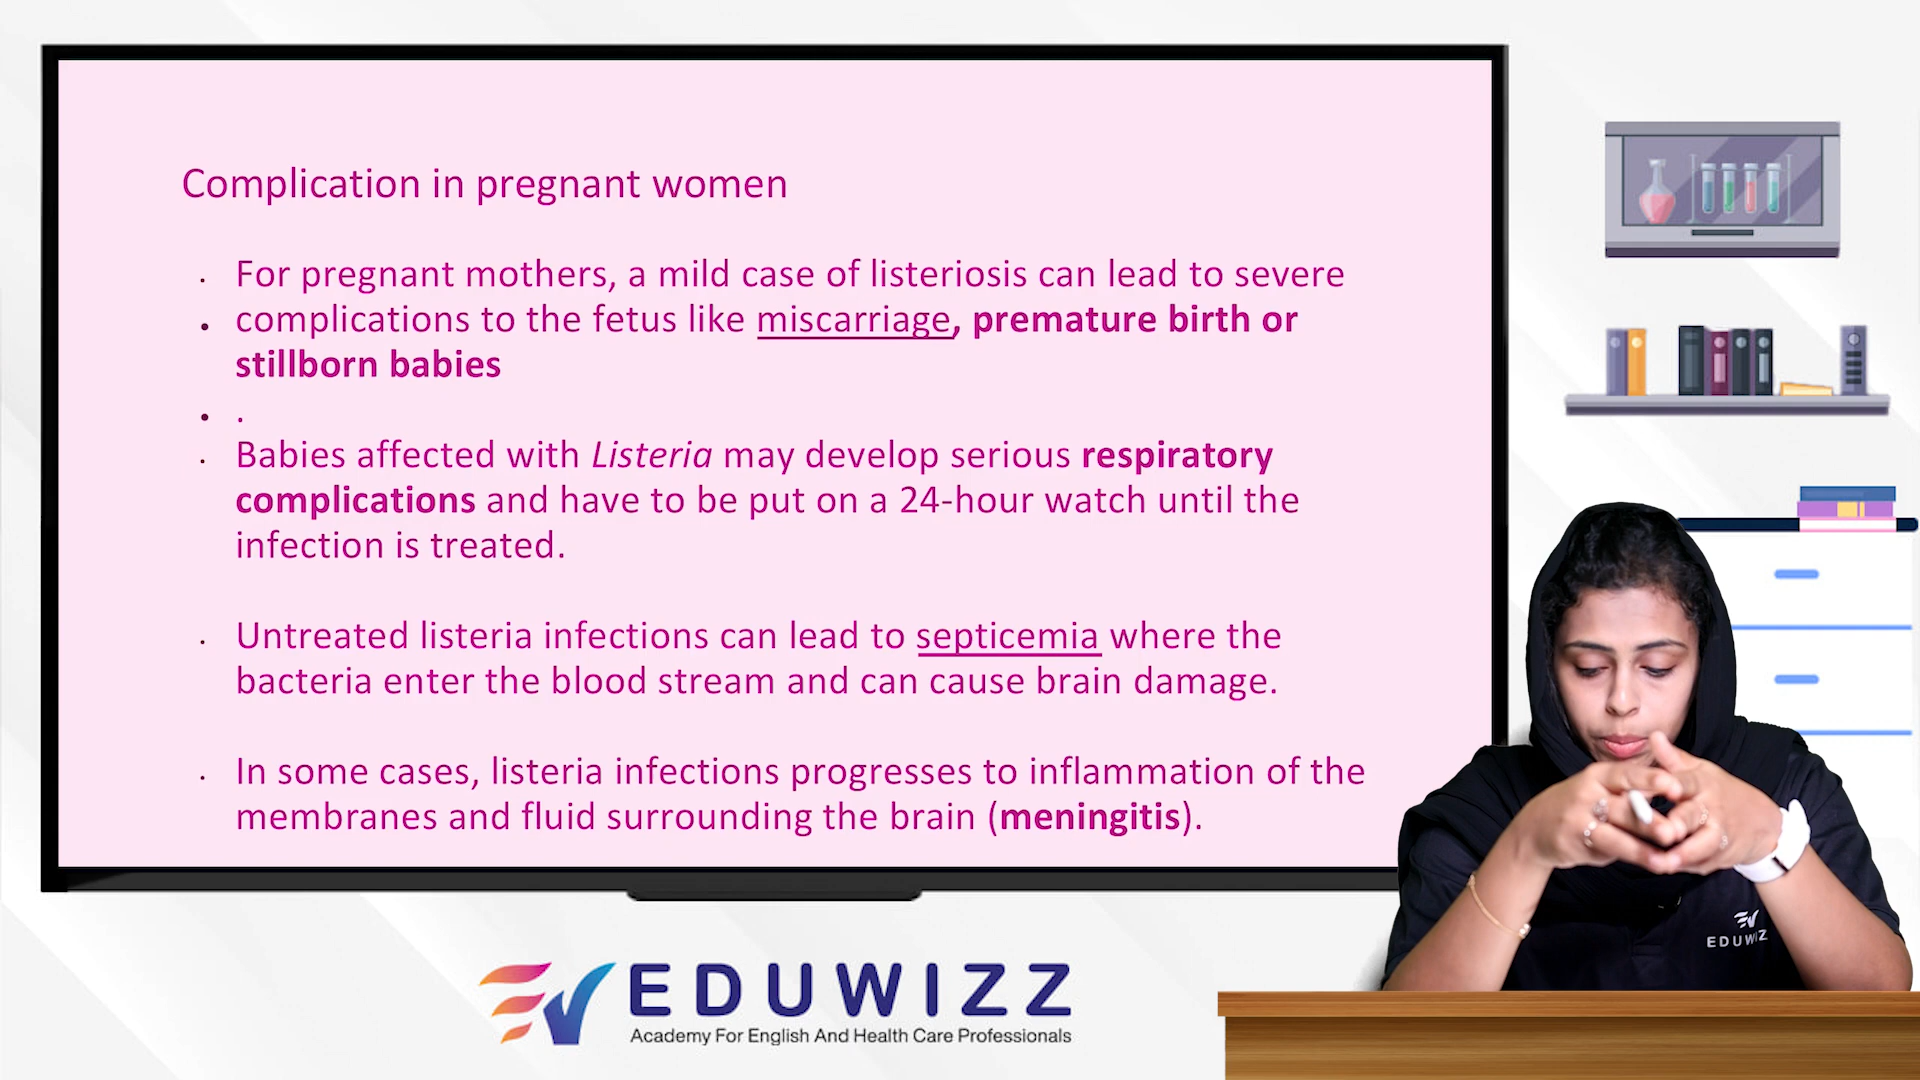 Complication in pregnant women
· For pregnant mothers, a mild case of listeriosis can lead to severe
• complications to the fetus like miscarriage, premature birth or
stillborn babies
• .
· Babies affected with Listeria may develop serious respiratory
complications and have to be put on a 24-hour watch until the
infection is treated.
· Untreated listeria infections can lead to septicemia where the
bacteria enter the blood stream and can cause brain damage.
· In some cases, listeria infections progresses to inflammation of the
membranes and fluid surrounding the brain (meningitis).
EDUWIZZ
EDUWIZZ
Academy For English And Health Care Professionals